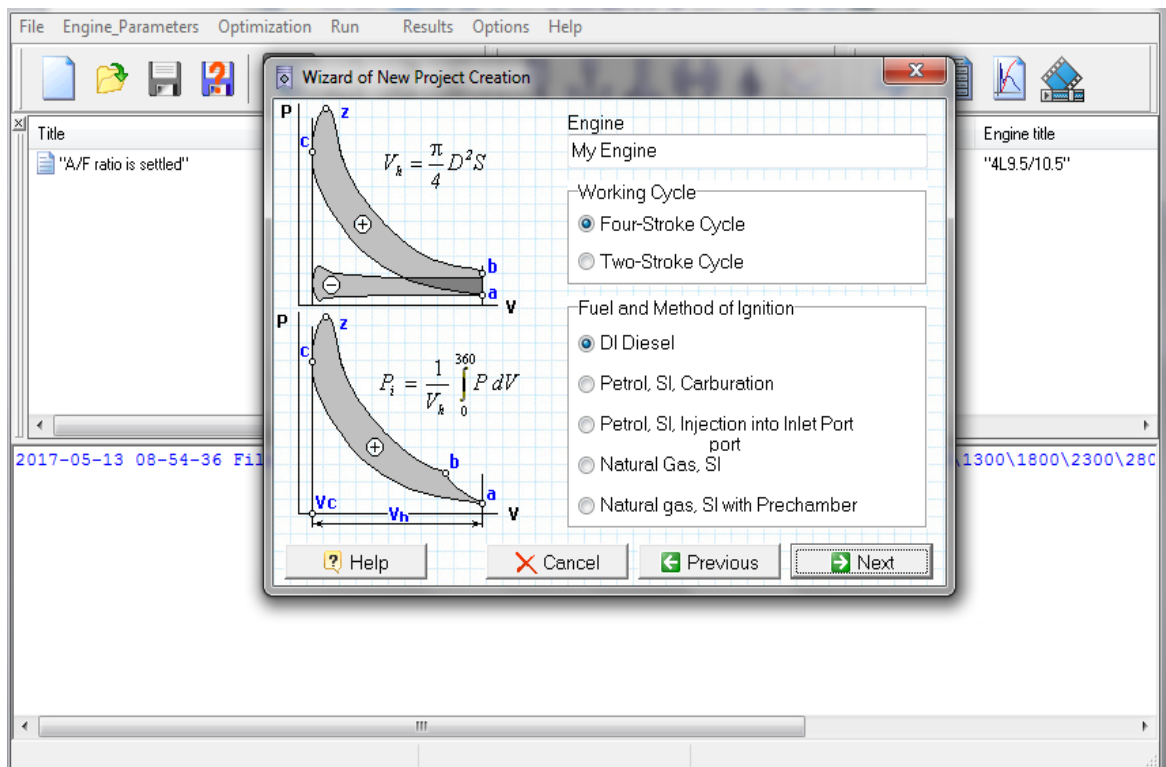 File Engine_Parameters Optimization Run Results Options Help
Wizard of New Project Creation
Title
Engine title
"A/F ratio is settled"
"4L9.5/10.5"
P
z
c
V_h = π/4 D²S
+
b
−
a
V
P
z
c
P_i = 1/V_h ∫₀³⁶⁰ P dV
+
b
a
Vc
Vh
V
Engine
My Engine
Working Cycle
Four-Stroke Cycle
Two-Stroke Cycle
Fuel and Method of Ignition
DI Diesel
Petrol, SI, Carburation
Petrol, SI, Injection into Inlet Port
port
Natural Gas, SI
Natural gas, SI with Prechamber
2017-05-13 08-54-36 Fil
\1300\1800\2300\280
Help
Cancel
Previous
Next